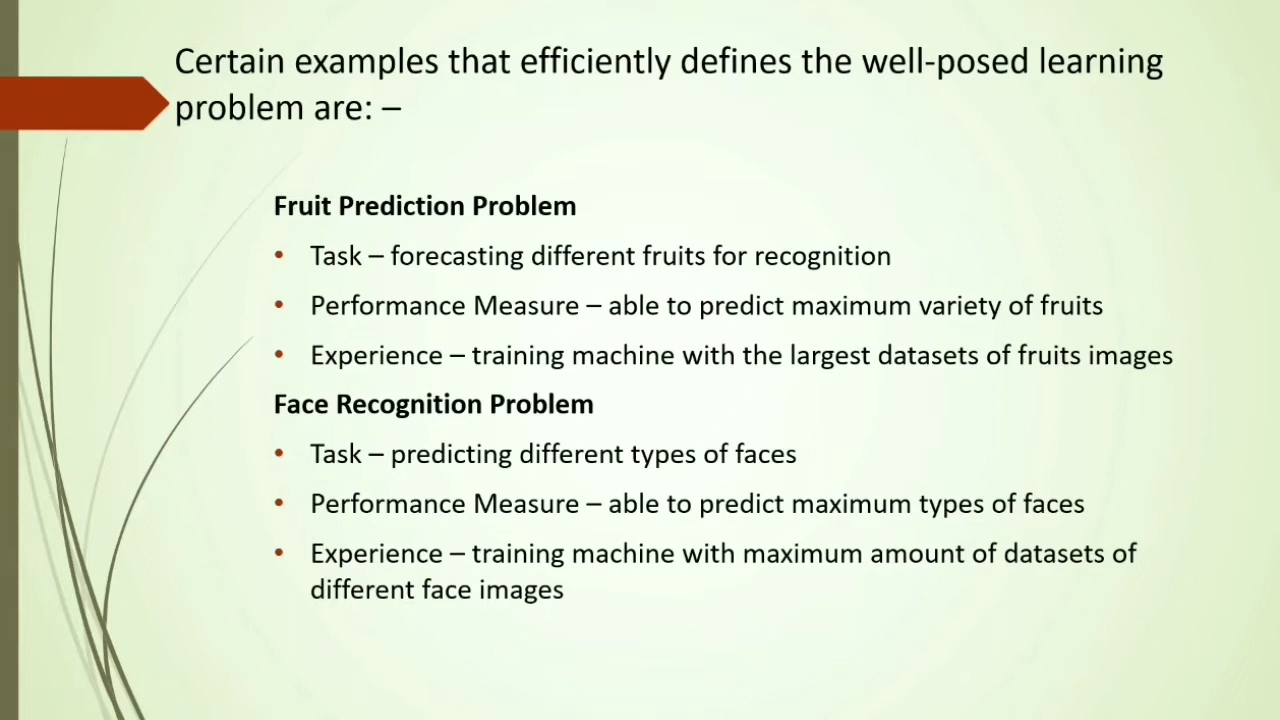 Certain examples that efficiently defines the well-posed learning
problem are: –
Fruit Prediction Problem
• Task – forecasting different fruits for recognition
• Performance Measure – able to predict maximum variety of fruits
• Experience – training machine with the largest datasets of fruits images
Face Recognition Problem
• Task – predicting different types of faces
• Performance Measure – able to predict maximum types of faces
• Experience – training machine with maximum amount of datasets of
different face images